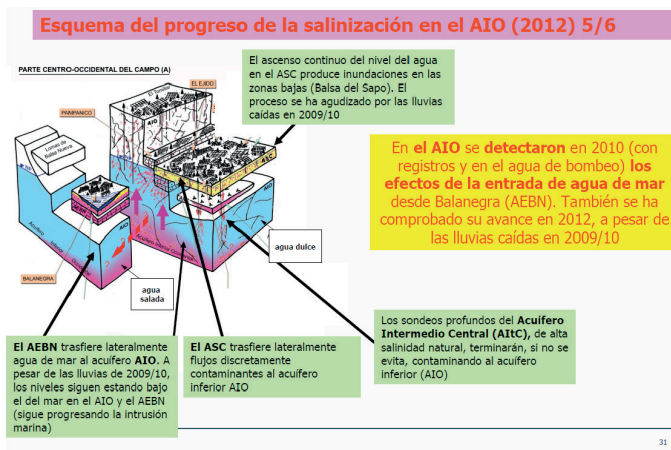 Esquema del progreso de la salinización en el AIO (2012) 5/6
El ascenso continuo del nivel del agua
en el ASC produce inundaciones en las
zonas bajas (Balsa del Sapo). El
proceso se ha agudizado por las lluvias
caídas en 2009/10
PARTE CENTRO-OCCIDENTAL DEL CAMPO (A)
EL EJIDO
PAMPANICO
AIO
Lomas de
Balsa Nueva
ASC
AIO
AIO
BALANEGRA
Acuífero
Inferior
Occidental
Acuífero Inferior Occidental
agua dulce
agua
salada
En el AIO se detectaron en 2010 (con
registros y en el agua de bombeo) los
efectos de la entrada de agua de mar
desde Balanegra (AEBN). También se ha
comprobado su avance en 2012, a pesar de
las lluvias caídas en 2009/10
El AEBN trasfiere lateralmente
agua de mar al acuífero AIO. A
pesar de las lluvias de 2009/10,
los niveles siguen estando bajo
el del mar en el AIO y el AEBN
(sigue progresando la intrusión
marina)
El ASC trasfiere lateralmente
flujos discretamente
contaminantes al acuífero
inferior AIO
Los sondeos profundos del Acuífero
Intermedio Central (AItC), de alta
salinidad natural, terminarán, si no se
evita, contaminando al acuífero
inferior (AIO)
31